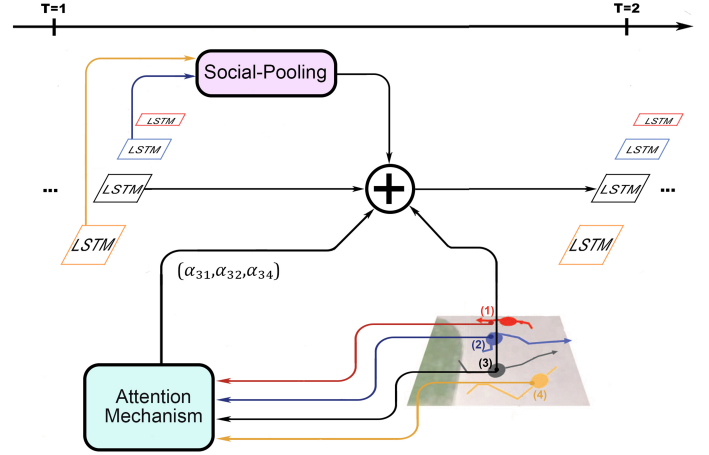 T=1
T=2
Social-Pooling
LSTM
LSTM
LSTM
LSTM
LSTM
LSTM
... LSTM
LSTM ...
(α31,α32,α34)
(1)
(2)
(3)
(4)
Attention
Mechanism